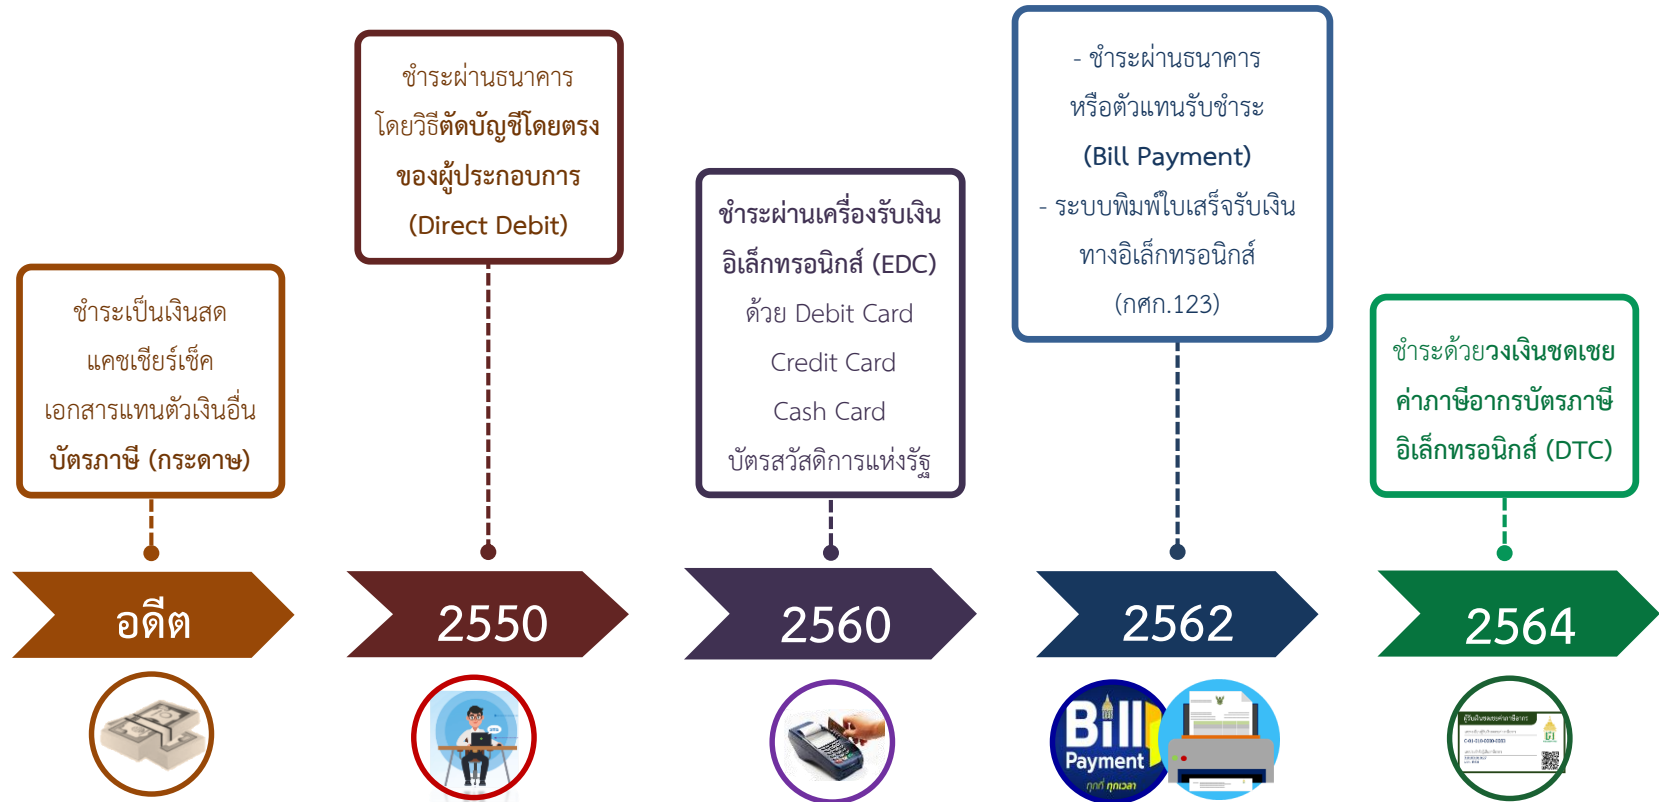 ชำระเป็นเงินสด
แคชเชียร์เช็ค
เอกสารแทนตัวเงินอื่น
บัตรภาษี (กระดาษ)
อดีต
ชำระผ่านธนาคาร
โดยวิธีตัดบัญชีโดยตรง
ของผู้ประกอบการ
(Direct Debit)
2550
ชำระผ่านเครื่องรับเงิน
อิเล็กทรอนิกส์ (EDC)
ด้วย Debit Card
Credit Card
Cash Card
บัตรสวัสดิการแห่งรัฐ
2560
- ชำระผ่านธนาคาร
หรือตัวแทนรับชำระ
(Bill Payment)
- ระบบพิมพ์ใบเสร็จรับเงิน
ทางอิเล็กทรอนิกส์
(กศก.123)
2562
Bill
Payment
ทุกที่ ทุกเวลา
ชำระด้วยวงเงินชดเชย
ค่าภาษีอากรบัตรภาษี
อิเล็กทรอนิกส์ (DTC)
2564